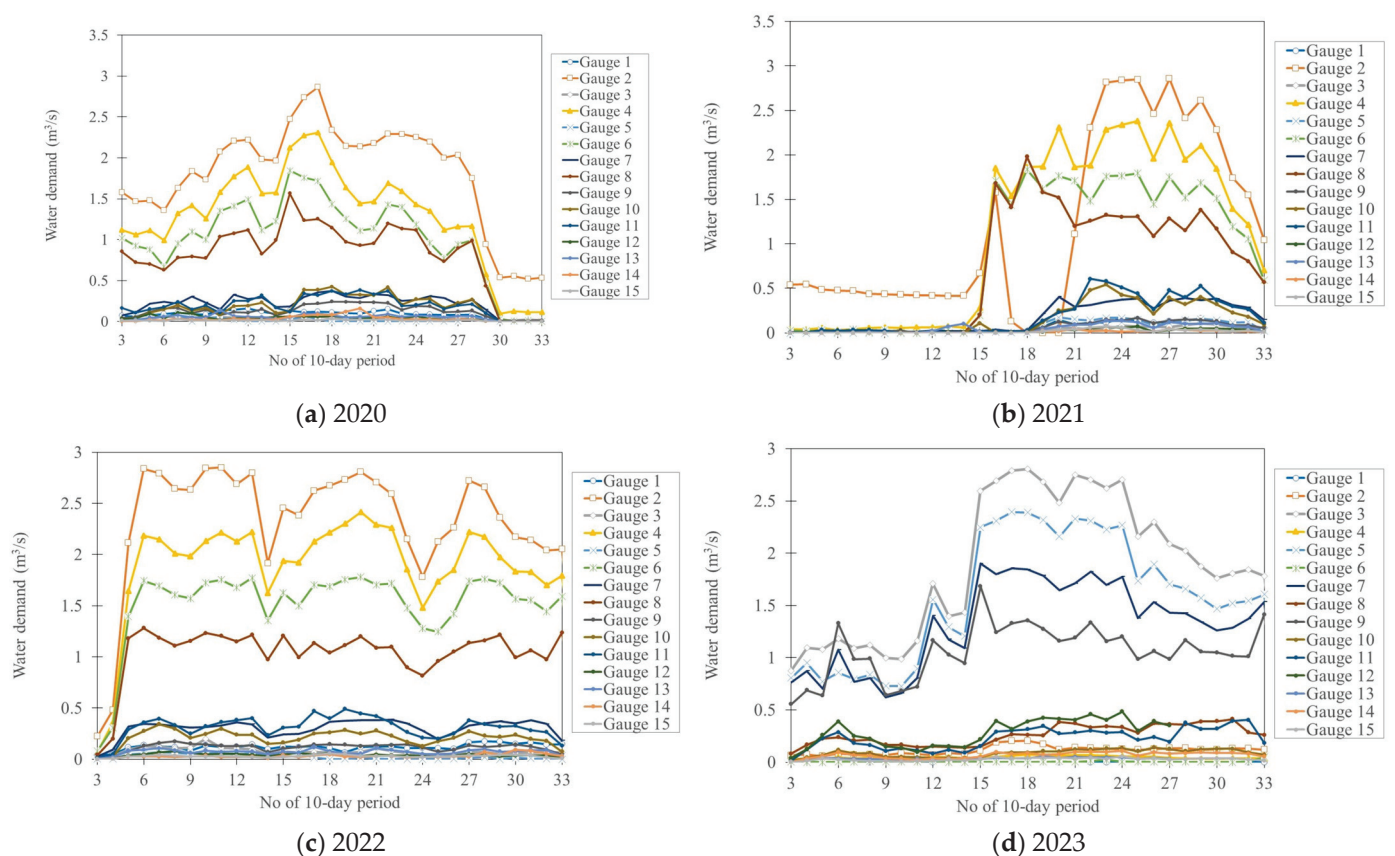 3.5
3
2.5
2
1.5
1
0.5
0
Water demand (m³/s)
3 6 9 12 15 18 21 24 27 30 33
No of 10-day period
Gauge 1
Gauge 2
Gauge 3
Gauge 4
Gauge 5
Gauge 6
Gauge 7
Gauge 8
Gauge 9
Gauge 10
Gauge 11
Gauge 12
Gauge 13
Gauge 14
Gauge 15
(a) 2020
3.5
3
2.5
2
1.5
1
0.5
0
Water demand (m³/s)
3 6 9 12 15 18 21 24 27 30 33
No of 10-day period
Gauge 1
Gauge 2
Gauge 3
Gauge 4
Gauge 5
Gauge 6
Gauge 7
Gauge 8
Gauge 9
Gauge 10
Gauge 11
Gauge 12
Gauge 13
Gauge 14
Gauge 15
(b) 2021
3
2.5
2
1.5
1
0.5
0
Water demand (m³/s)
3 6 9 12 15 18 21 24 27 30 33
No of 10-day period
Gauge 1
Gauge 2
Gauge 3
Gauge 4
Gauge 5
Gauge 6
Gauge 7
Gauge 8
Gauge 9
Gauge 10
Gauge 11
Gauge 12
Gauge 13
Gauge 14
Gauge 15
(c) 2022
3
2.5
2
1.5
1
0.5
0
Water demand (m³/s)
3 6 9 12 15 18 21 24 27 30 33
No of 10-day period
Gauge 1
Gauge 2
Gauge 3
Gauge 4
Gauge 5
Gauge 6
Gauge 7
Gauge 8
Gauge 9
Gauge 10
Gauge 11
Gauge 12
Gauge 13
Gauge 14
Gauge 15
(d) 2023